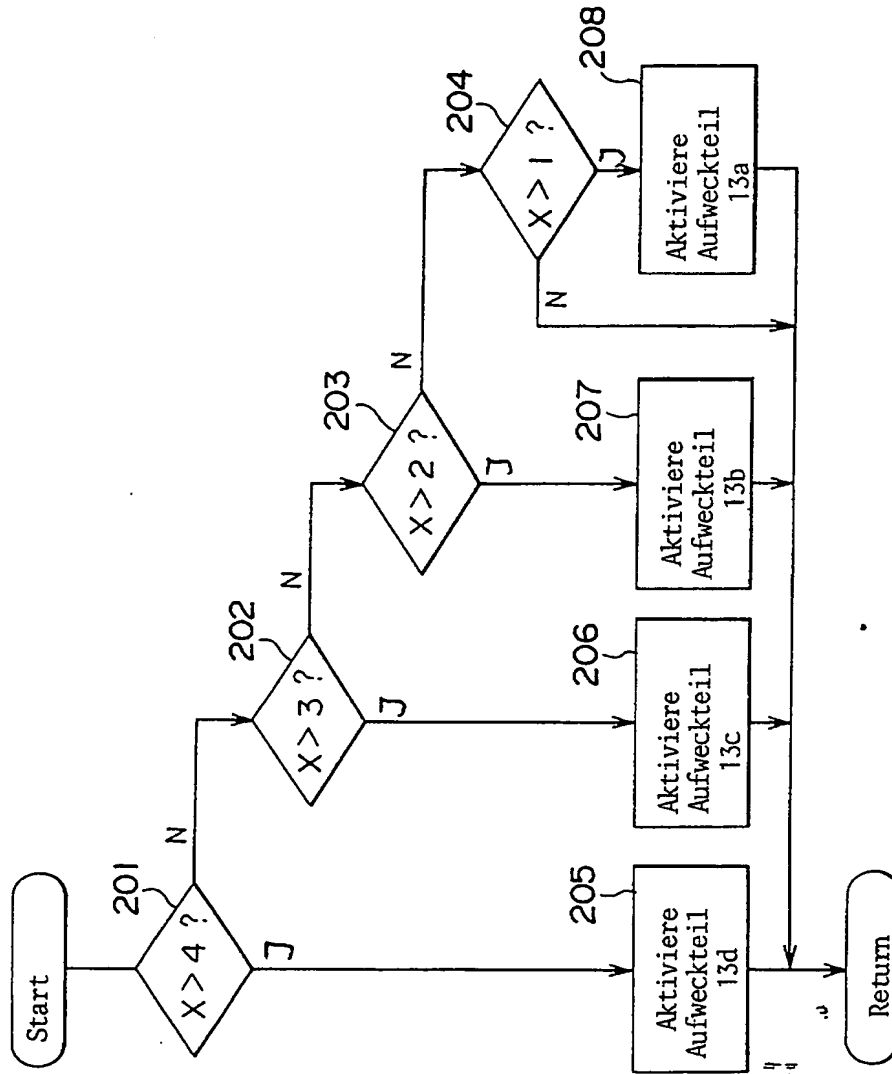 Start
201
X > 4 ?
N
J
202
X > 3 ?
N
J
203
X > 2 ?
N
J
204
X > 1 ?
N
J
205
Aktiviere
Aufweckteil
13d
206
Aktiviere
Aufweckteil
13c
207
Aktiviere
Aufweckteil
13b
208
Aktiviere
Aufweckteil
13a
Return